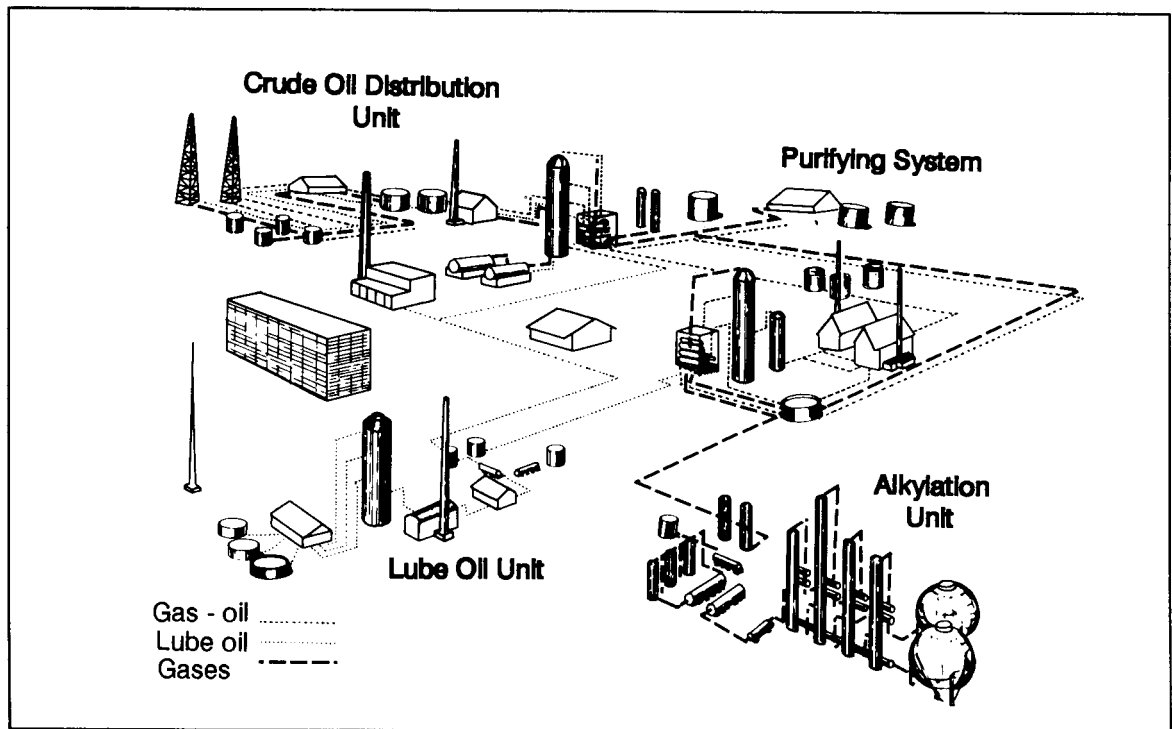 Crude Oil Distribution
Unit
Purifying System
Alkylation
Unit
Lube Oil Unit
Gas - oil
Lube oil
Gases